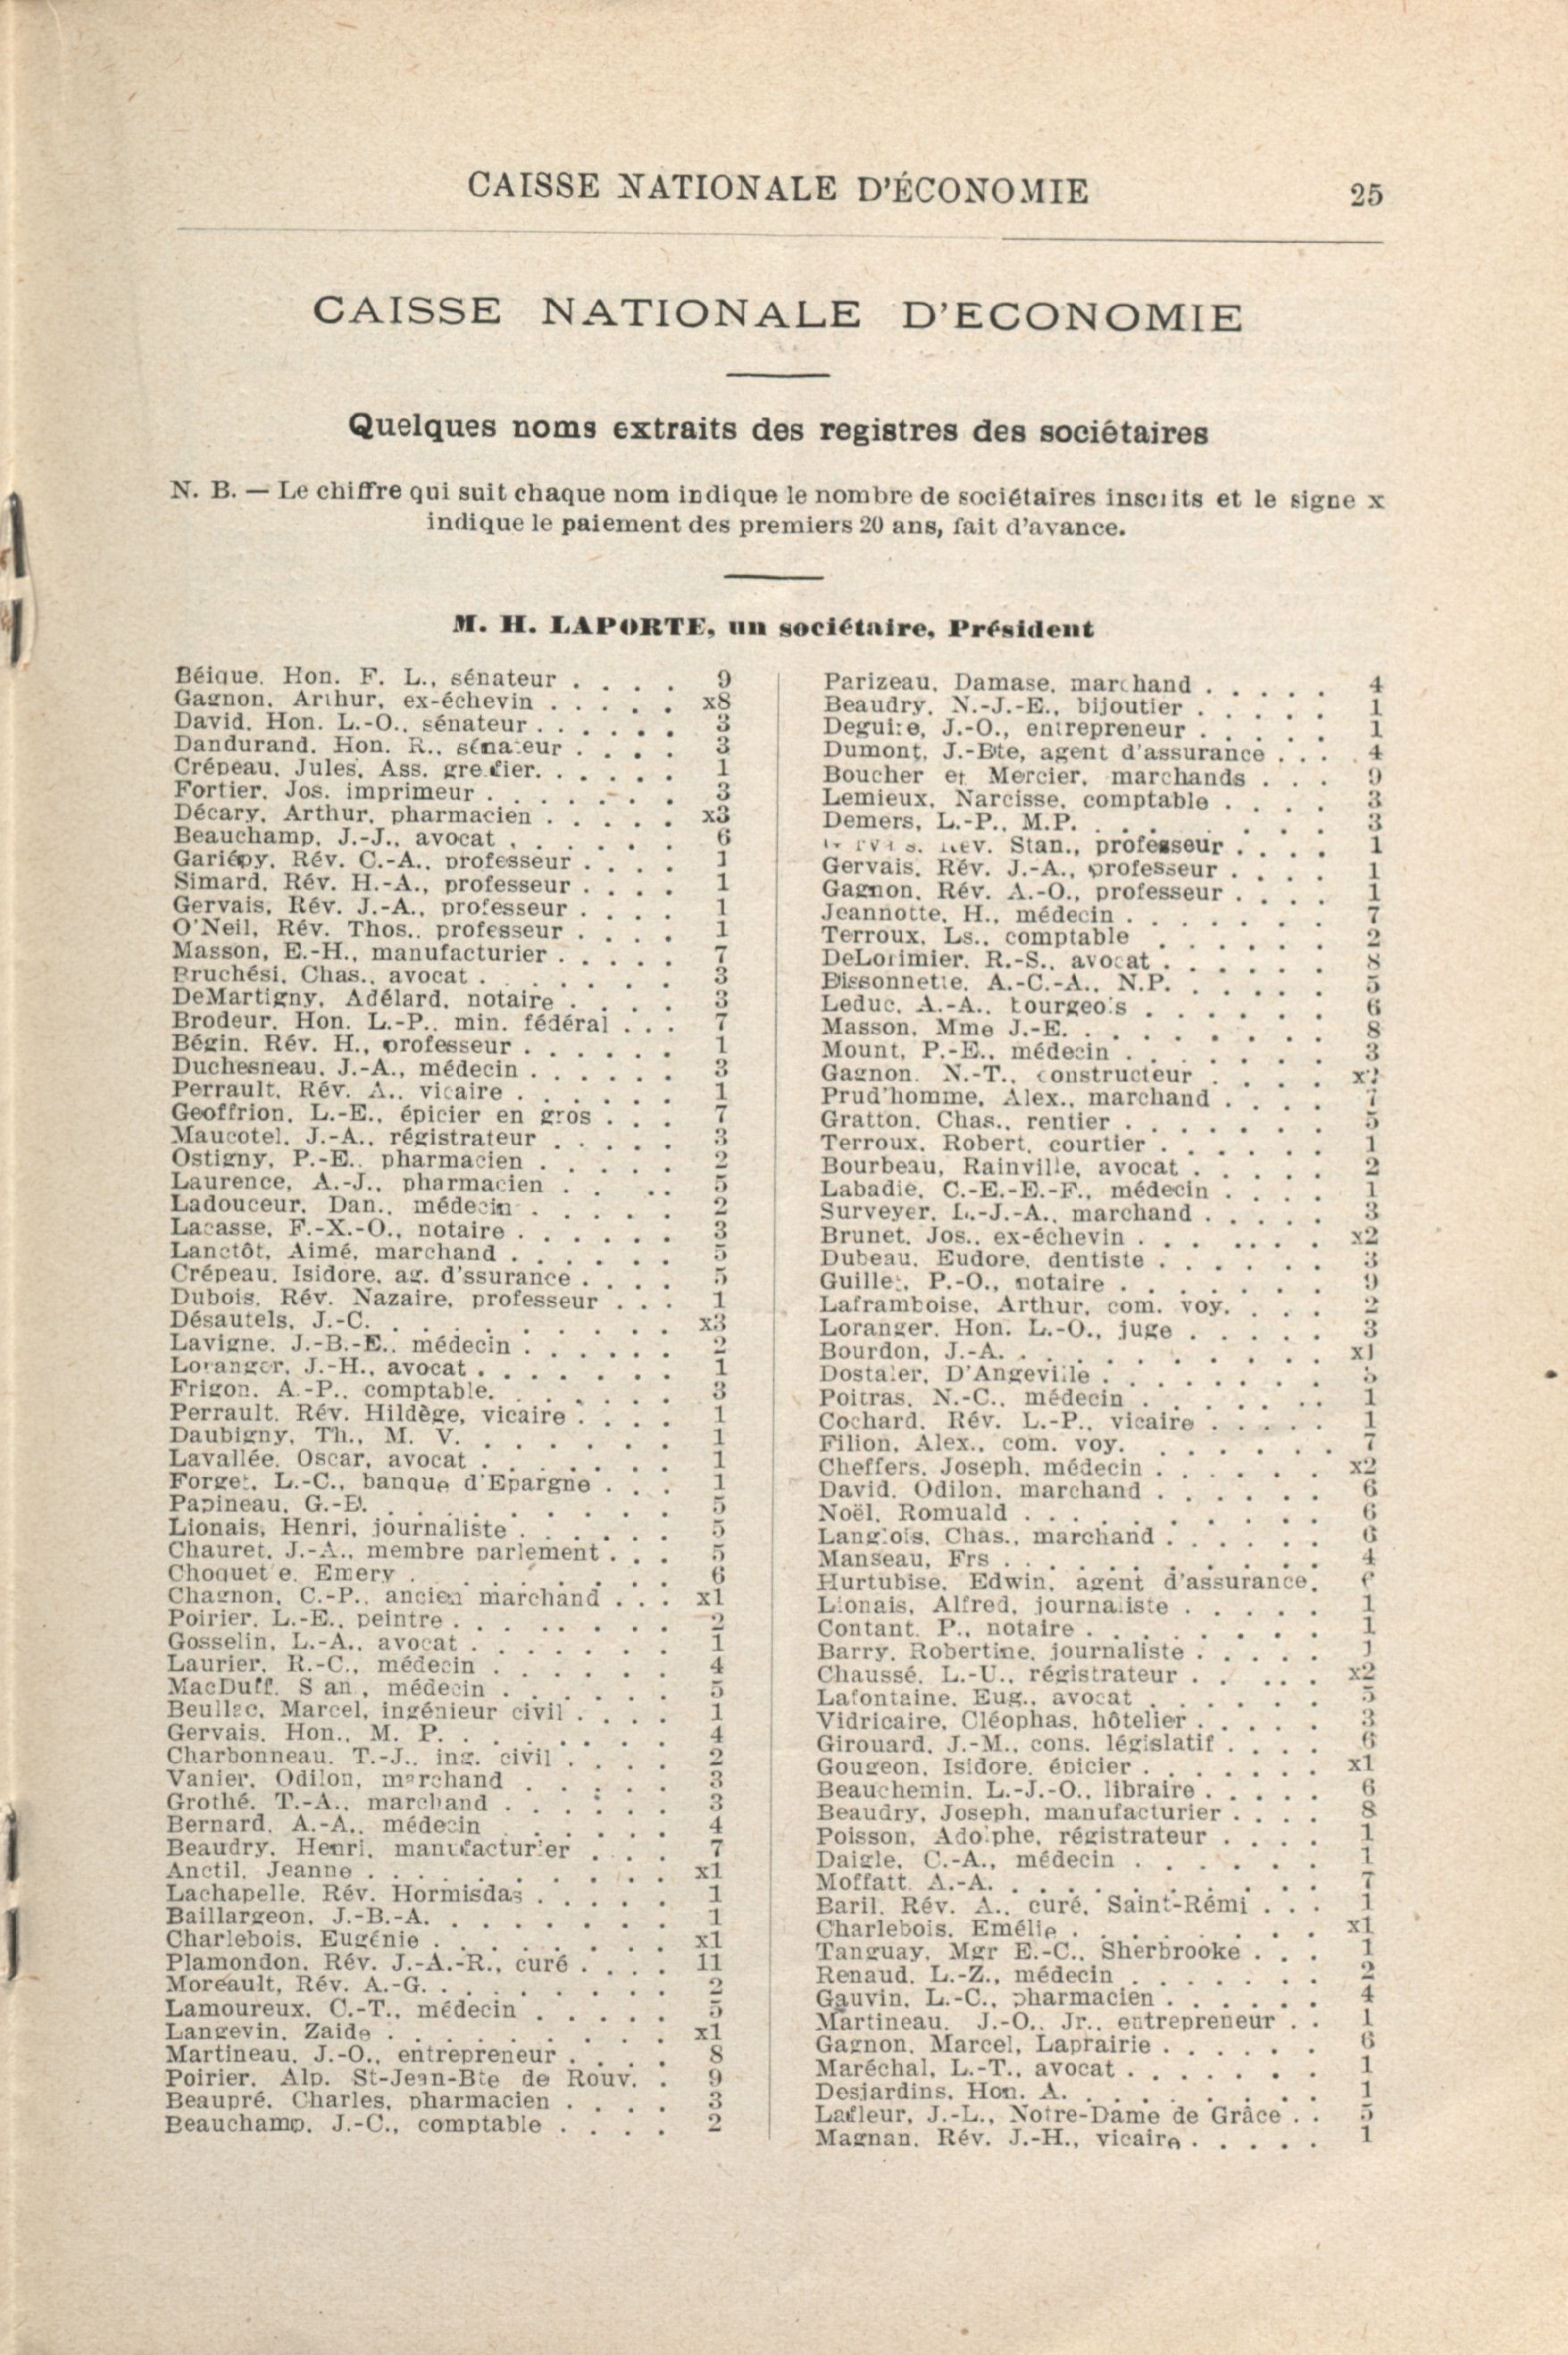 CAISSE NATIONALE D'ÉCONOMIE 25
CAISSE NATIONALE D'ECONOMIE
Quelques noms extraits des registres des sociétaires
N. B. — Le chiffre qui suit chaque nom indique le nombre de sociétaires inscrits et le signe x
indique le paiement des premiers 20 ans, fait d'avance.
M. H. LAPORTE, un sociétaire, Président
Béique. Hon. F. L., sénateur . . . . 9
Gagnon. Arthur, ex-échevin . . . . . x8
David. Hon. L.-O., sénateur . . . . . . 3
Dandurand. Hon. R.. sénateur . . . . 3
Crépeau. Jules, Ass. greffier. . . . . . 1
Fortier. Jos. imprimeur . . . . . . 3
Décary, Arthur, pharmacien . . . . . x3
Beauchamp. J.-J., avocat . . . . . . 6
Gariépy, Rév. C.-A.. professeur . . . . 1
Simard. Rév. H.-A., professeur . . . . 1
Gervais, Rév. J.-A., professeur . . . . 1
O'Neil, Rév. Thos.. professeur . . . . 1
Masson, E.-H., manufacturier . . . . . 7
Bruchési. Chas., avocat . . . . . . 3
DeMartigny, Adélard. notaire . . . . 3
Brodeur. Hon. L.-P.. min. fédéral . . . 7
Bégin. Rév. H., professeur . . . . . . 1
Duchesneau. J.-A., médecin . . . . . . 3
Perrault. Rév. A.. vicaire . . . . . . 1
Geoffrion. L.-E., épicier en gros . . . 7
Maucotel. J.-A.. régistrateur . . . . . 3
Ostigny, P.-E.. pharmacien . . . . . 2
Laurence, A.-J.. pharmacien . . . . 5
Ladouceur. Dan.. médecin . . . . . 2
Lacasse, F.-X.-O., notaire . . . . . . 3
Lanctôt, Aimé, marchand . . . . . . 5
Crépeau. Isidore. ag. d'ssurance . . . . 5
Dubois. Rév. Nazaire, professeur . . . 1
Désautels, J.-C. . . . . . . . . x3
Lavigne. J.-B.-E.. médecin . . . . . . 2
Loranger, J.-H., avocat . . . . . . . 1
Frigon. A.-P.. comptable. . . . . . 3
Perrault. Rév. Hildège, vicaire . . . . 1
Daubigny, Th., M. V. . . . . . . . 1
Lavallée. Oscar, avocat . . . . . . 1
Forget. L.-C., banque d'Epargne . . . 1
Papineau. G.-E. . . . . . . . . 5
Lionais, Henri, journaliste . . . . . . 5
Chauret. J.-A., membre parlement . . . 5
Choquette. Emery . . . . . . . 6
Chagnon, C.-P.. ancien marchand . . . x1
Poirier. L.-E.. peintre . . . . . . . 2
Gosselin, L.-A., avocat . . . . . . . 1
Laurier, R.-C., médecin . . . . . . 4
MacDuff. S an., médecin . . . . . . 5
Beullac, Marcel, ingénieur civil . . . . 1
Gervais. Hon., M. P. . . . . . . . 4
Charbonneau. T.-J.. ing. civil . . . . 2
Vanier. Odilon, marchand . . . . . 3
Grothé. T.-A.. marchand . . . . . . 3
Bernard. A.-A.. médecin . . . . . 4
Beaudry. Henri, manufacturier . . . . 7
Anctil. Jeanne . . . . . . . . x1
Lachapelle. Rév. Hormisdas . . . . . 1
Baillargeon, J.-B.-A. . . . . . . . 1
Charlebois. Eugénie . . . . . . . x1
Plamondon. Rév. J.-A.-R., curé . . . . 11
Moreault, Rév. A.-G. . . . . . . . 2
Lamoureux. C.-T., médecin . . . . . 5
Langevin. Zaide . . . . . . . . x1
Martineau. J.-O., entrepreneur . . . . 8
Poirier. Alp. St-Jean-Bte de Rouv. . 9
Beaupré. Charles, pharmacien . . . . 3
Beauchamp. J.-C., comptable . . . . 2
Parizeau. Damase. marchand . . . . . 4
Beaudry. N.-J.-E., bijoutier . . . . . 1
Deguire, J.-O., entrepreneur . . . . . 1
Dumont, J.-Bte, agent d'assurance . . . 4
Boucher et Mercier. marchands . . . 9
Lemieux. Narcisse. comptable . . . . 3
Demers, L.-P., M.P. . . . . . . 3
Stan., professeur . . . . 1
Gervais. Rév. J.-A., professeur . . . . 1
Gagnon. Rév. A.-O., professeur . . . . 1
Jeannotte. H., médecin . . . . . . 7
Terroux. Ls.. comptable . . . . . . 2
DeLorimier. R.-S.. avocat . . . . . . 8
Bissonnette. A.-C.-A.. N.P. . . . . . 5
Leduc, A.-A.. bourgeois . . . . . . 6
Masson. Mme J.-E. . . . . . . . 8
Mount, P.-E.. médecin . . . . . . 3
Gagnon. N.-T., constructeur . . . .
Prud'homme, Alex., marchand . . . . 7
Gratton. Chas.. rentier . . . . . . . 5
Terroux. Robert, courtier . . . . . . 1
Bourbeau, Rainville, avocat . . . . . 2
Labadie. C.-E.-E.-F., médecin . . . . 1
Surveyer. L.-J.-A.. marchand . . . . . 3
Brunet. Jos.. ex-échevin . . . . . . x2
Dubeau. Eudore. dentiste . . . . . . 3
Guillet. P.-O., notaire . . . . . . 9
Laframboise. Arthur. com. voy. . . . 2
Loranger. Hon. L.-O., juge . . . . . 3
Bourdon, J.-A. . . . . . . . . x1
Dostaler. D'Angeville . . . . . . . 5
Poitras. N.-C.. médecin . . . . . . 1
Cochard. Rév. L.-P.. vicaire . . . . . 1
Filion, Alex.. com. voy. . . . . . . 7
Cheffers. Joseph. médecin . . . . . . x2
David. Odilon. marchand . . . . . . 6
Noël. Romuald . . . . . . . . 6
Langlois. Chas., marchand . . . . . . 6
Manseau, Frs . . . . . . . . . 4
Hurtubise. Edwin. agent d'assurance.
Lionais, Alfred, journaliste . . . . . 1
Contant. P., notaire . . . . . . . 1
Barry. Robertine, journaliste . . . . . 1
Chaussé. L.-U., régistrateur . . . . . x2
Lafontaine. Eug., avocat . . . . . . 5
Vidricaire. Cléophas. hôtelier . . . . . 3
Girouard. J.-M.. cons. législatif . . . . 6
Gougeon. Isidore. épicier . . . . . . x1
Beauchemin. L.-J.-O.. libraire . . . . . 6
Beaudry, Joseph. manufacturier . . . . 8
Poisson, Adolphe, régistrateur . . . . 1
Daigle. C.-A., médecin . . . . . . 1
Moffatt. A.-A. . . . . . . . . 7
Baril. Rév. A.. curé. Saint-Rémi . . . 1
Charlebois. Emélie . . . . . . . x1
Tanguay. Mgr E.-C.. Sherbrooke . . . 1
Renaud. L.-Z., médecin . . . . . . . 2
Gauvin. L.-C., pharmacien . . . . . . 4
Martineau. J.-O.. Jr.. entrepreneur . . 1
Gagnon. Marcel, Laprairie . . . . . . 6
Maréchal. L.-T., avocat . . . . . . . 1
Desjardins. Hon. A. . . . . . . . 1
Lafleur, J.-L., Notre-Dame de Grâce . . 5
Magnan. Rév. J.-H., vicaire . . . . . 1